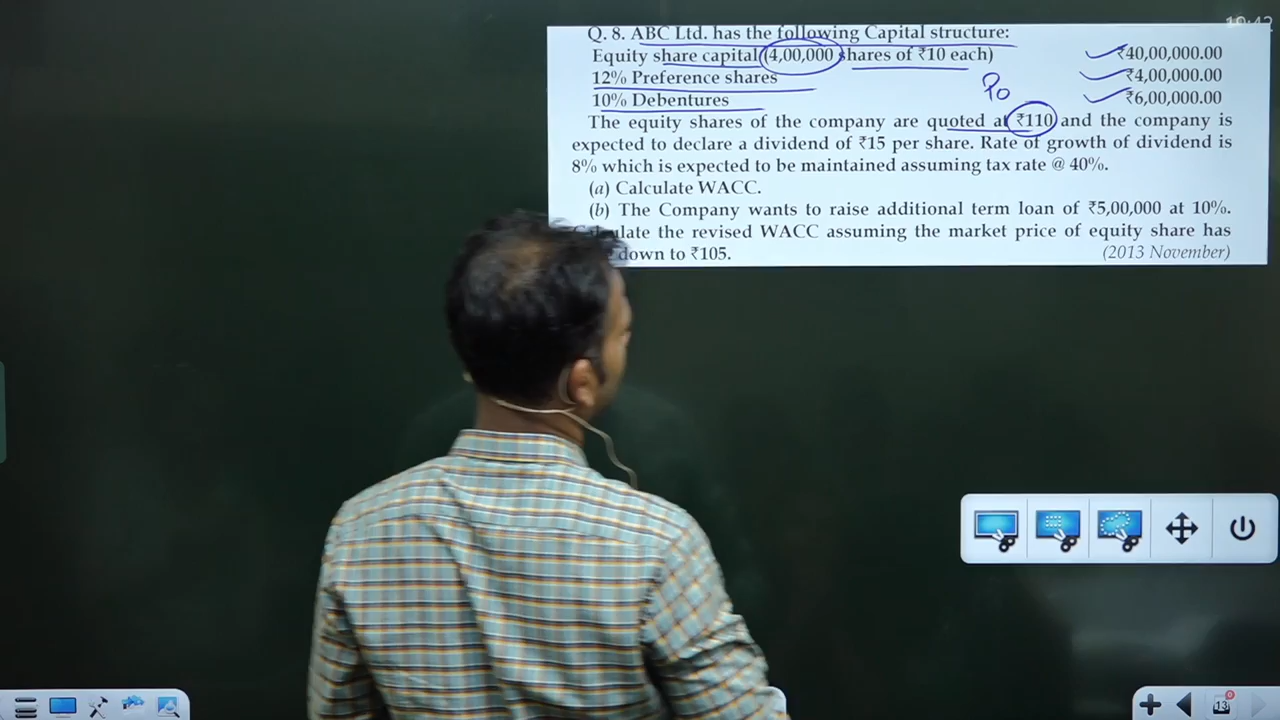 19:42
Q. 8. ABC Ltd. has the following Capital structure:
Equity share capital (4,00,000 shares of ₹10 each) ₹40,00,000.00
12% Preference shares ₹4,00,000.00
10% Debentures ₹6,00,000.00
P₀
The equity shares of the company are quoted at ₹110 and the company is
expected to declare a dividend of ₹15 per share. Rate of growth of dividend is
8% which is expected to be maintained assuming tax rate @ 40%.
(a) Calculate WACC.
(b) The Company wants to raise additional term loan of ₹5,00,000 at 10%.
the revised WACC assuming the market price of equity share has
down to ₹105. (2013 November)
13